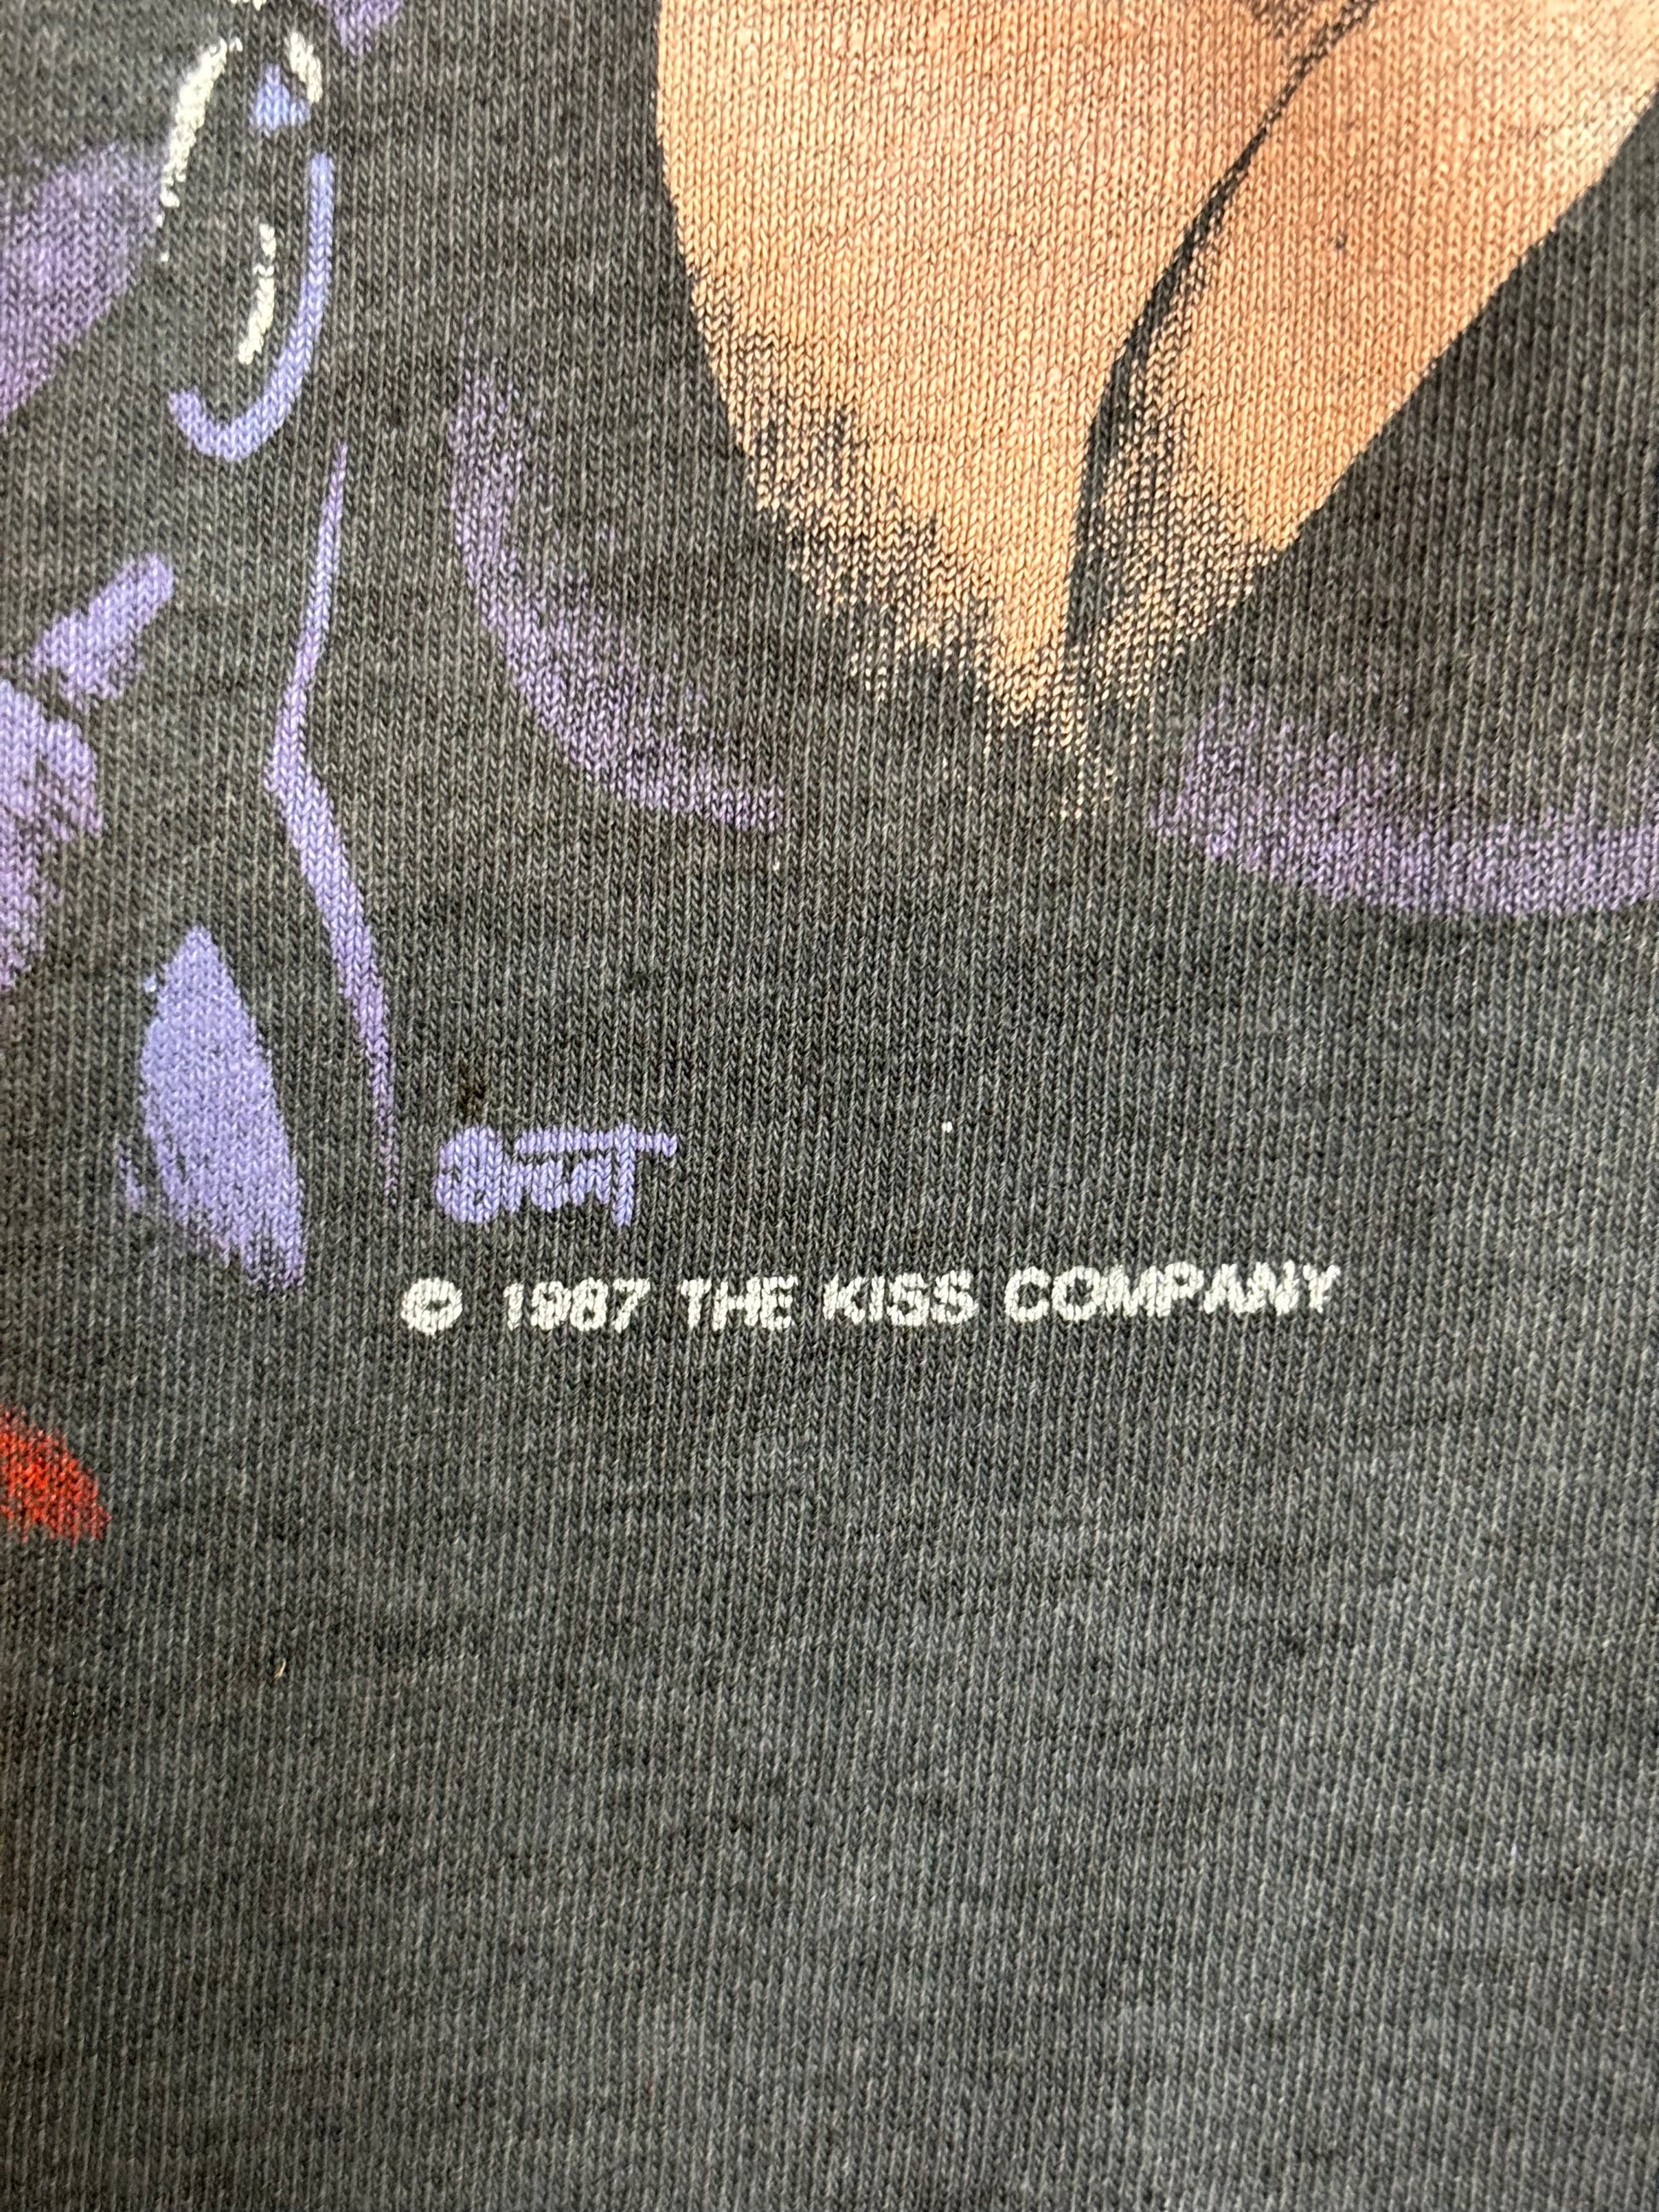 © 1987 THE KISS COMPANY